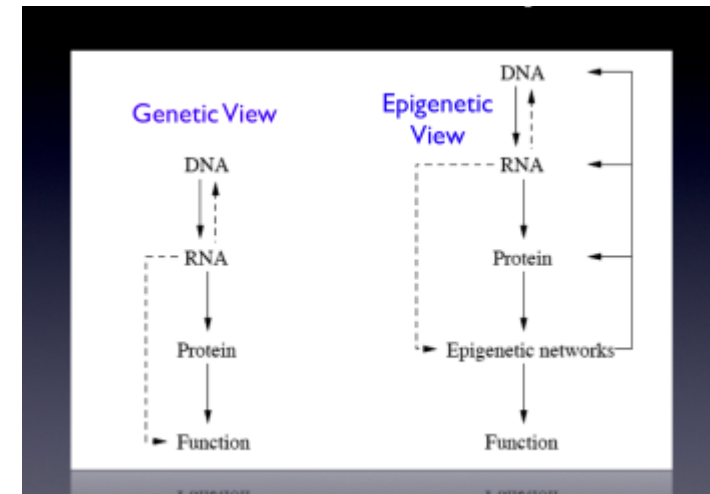 Genetic View
DNA
RNA
Protein
Function
Epigenetic
View
DNA
RNA
Protein
Epigenetic networks
Function